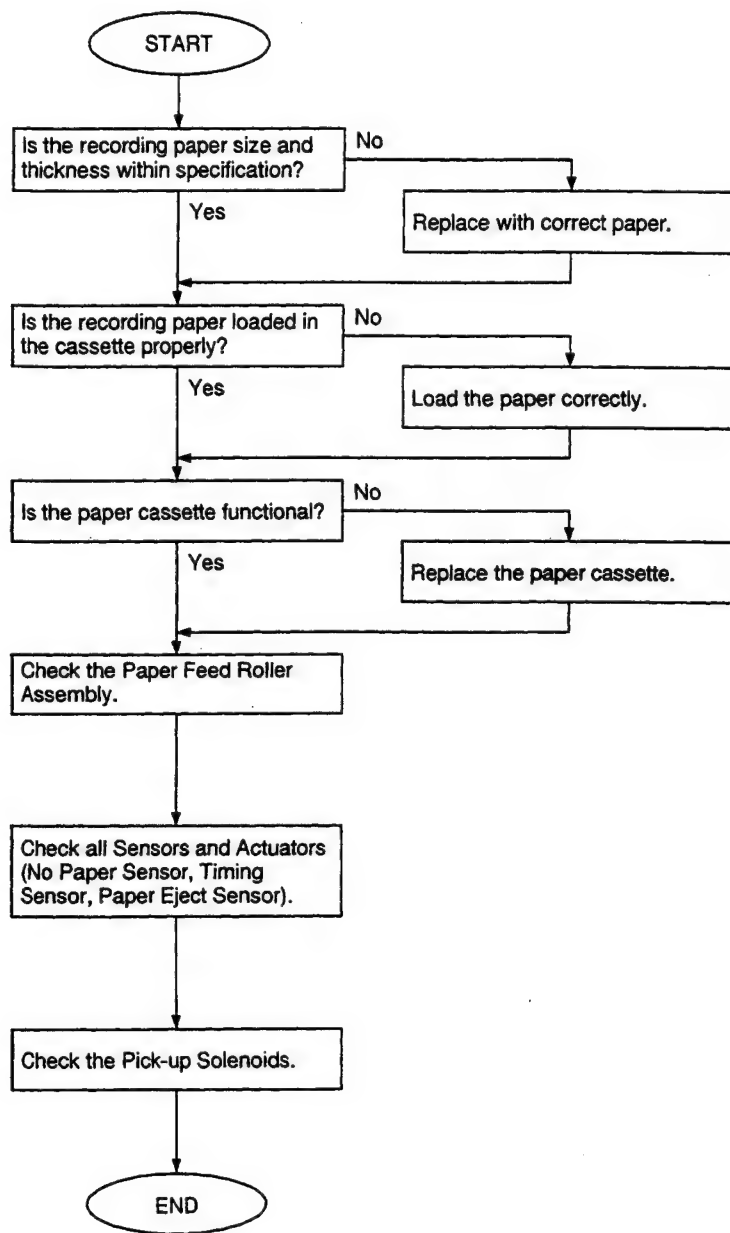 START
Is the recording paper size and
thickness within specification?
No
Yes
Replace with correct paper.
Is the recording paper loaded in
the cassette properly?
No
Yes
Load the paper correctly.
Is the paper cassette functional?
No
Yes
Replace the paper cassette.
Check the Paper Feed Roller
Assembly.
Check all Sensors and Actuators
(No Paper Sensor, Timing
Sensor, Paper Eject Sensor).
Check the Pick-up Solenoids.
END